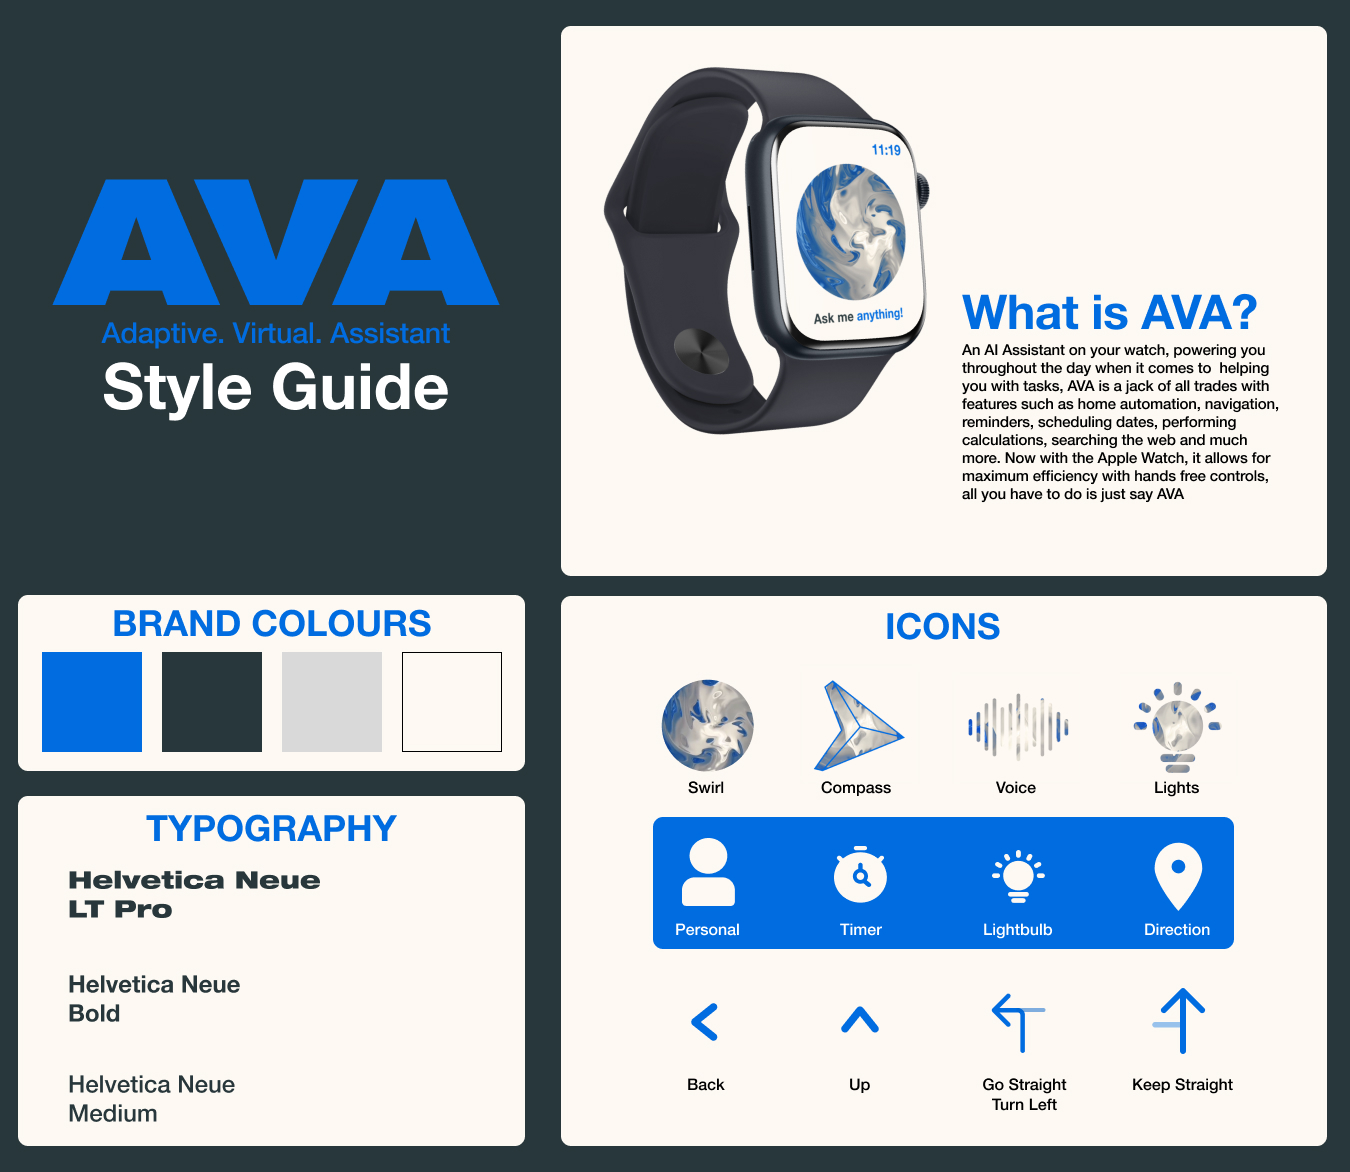 AVA
Adaptive. Virtual. Assistant
Style Guide
11:19
Ask me anything!
What is AVA?
An AI Assistant on your watch, powering you
throughout the day when it comes to  helping
you with tasks, AVA is a jack of all trades with
features such as home automation, navigation,
reminders, scheduling dates, performing
calculations, searching the web and much
more. Now with the Apple Watch, it allows for
maximum efficiency with hands free controls,
all you have to do is just say AVA
BRAND COLOURS
TYPOGRAPHY
Helvetica Neue
LT Pro
Helvetica Neue
Bold
Helvetica Neue
Medium
ICONS
Swirl
Compass
Voice
Lights
Personal
Timer
Lightbulb
Direction
Back
Up
Go Straight
Turn Left
Keep Straight